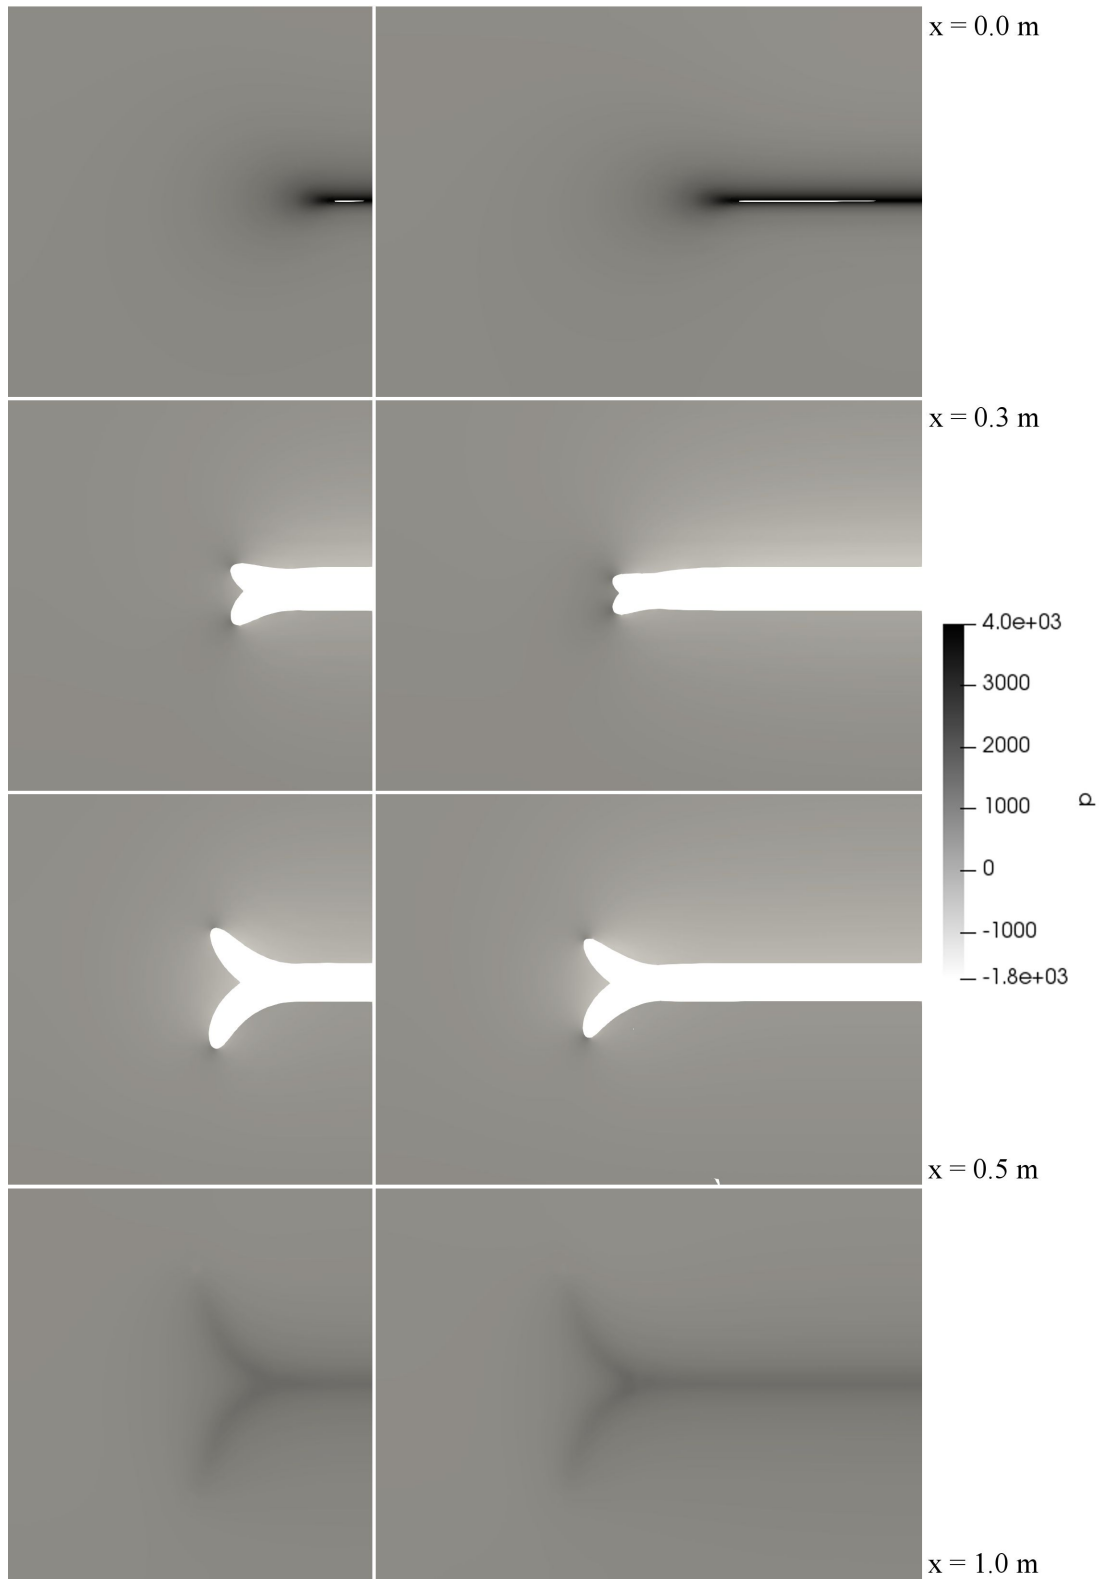 x = 0.0 m
x = 0.3 m
4.0e+03
3000
2000
1000
0
-1000
-1.8e+03
p
x = 0.5 m
x = 1.0 m